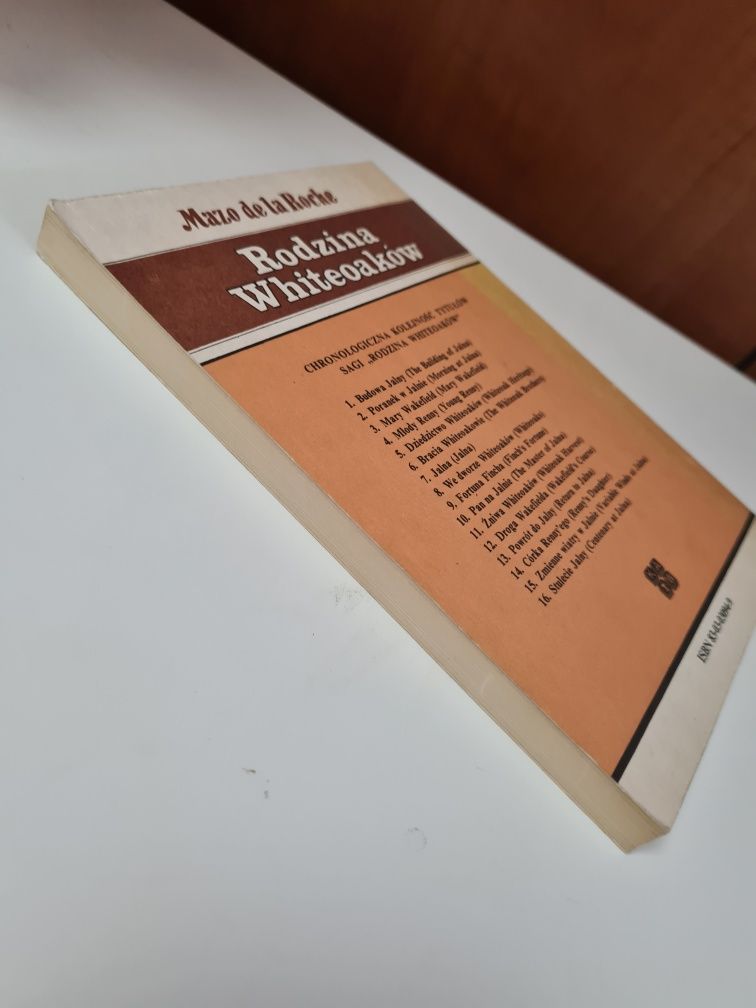 Mazo de la Roche
Rodzina
Whiteoaków
CHRONOLOGICZNA KOLEJNOŚĆ TYTUŁÓW
SAGI „RODZINA WHITEOAKÓW”
1. Budowa Jalny (The Building of Jalna)
2. Poranek w Jalnie (Morning at Jalna)
3. Mary Wakefield (Mary Wakefield)
4. Młody Renny (Young Renny)
5. Dziedzictwo Whiteoaków (Whiteoak Heritage)
6. Bracia Whiteoakowie (The Whiteoak Brothers)
7. Jalna (Jalna)
8. We dworze Whiteoaków (Whiteoaks)
9. Fortuna Fincha (Finch's Fortune)
10. Pan na Jalnie (The Master of Jalna)
11. Żniwa Whiteoaków (Whiteoak Harvest)
12. Droga Wakefielda (Wakefield's Course)
13. Powrót do Jalny (Return to Jalna)
14. Córka Renny'ego (Renny's Daughter)
15. Zmienne wiatry w Jalnie (Variable Winds at Jalna)
16. Stulecie Jalny (Centenary at Jalna)
ISBN